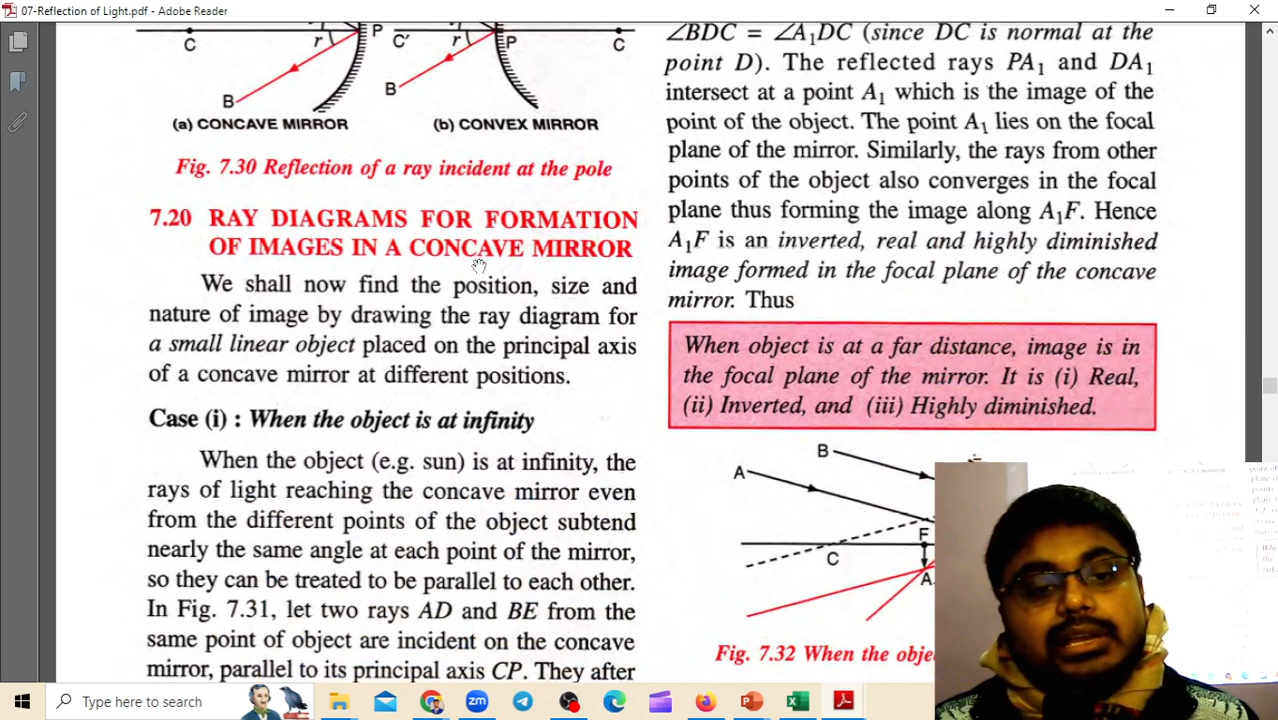 07-Reflection of Light.pdf - Adobe Reader
C
r
P
C'
r
P
C
B
B
(a) CONCAVE MIRROR
(b) CONVEX MIRROR
Fig. 7.30 Reflection of a ray incident at the pole
7.20 RAY DIAGRAMS FOR FORMATION
OF IMAGES IN A CONCAVE MIRROR
We shall now find the position, size and
nature of image by drawing the ray diagram for
a small linear object placed on the principal axis
of a concave mirror at different positions.
Case (i) : When the object is at infinity
When the object (e.g. sun) is at infinity, the
rays of light reaching the concave mirror even
from the different points of the object subtend
nearly the same angle at each point of the mirror,
so they can be treated to be parallel to each other.
In Fig. 7.31, let two rays AD and BE from the
same point of object are incident on the concave
mirror, parallel to its principal axis CP. They after
∠BDC = ∠A₁DC (since DC is normal at the
point D). The reflected rays PA₁ and DA₁
intersect at a point A₁ which is the image of the
point of the object. The point A₁ lies on the focal
plane of the mirror. Similarly, the rays from other
points of the object also converges in the focal
plane thus forming the image along A₁F. Hence
A₁F is an inverted, real and highly diminished
image formed in the focal plane of the concave
mirror. Thus
When object is at a far distance, image is in
the focal plane of the mirror. It is (i) Real,
(ii) Inverted, and (iii) Highly diminished.
B
A
F
C
A
Fig. 7.32 When the obje
Type here to search